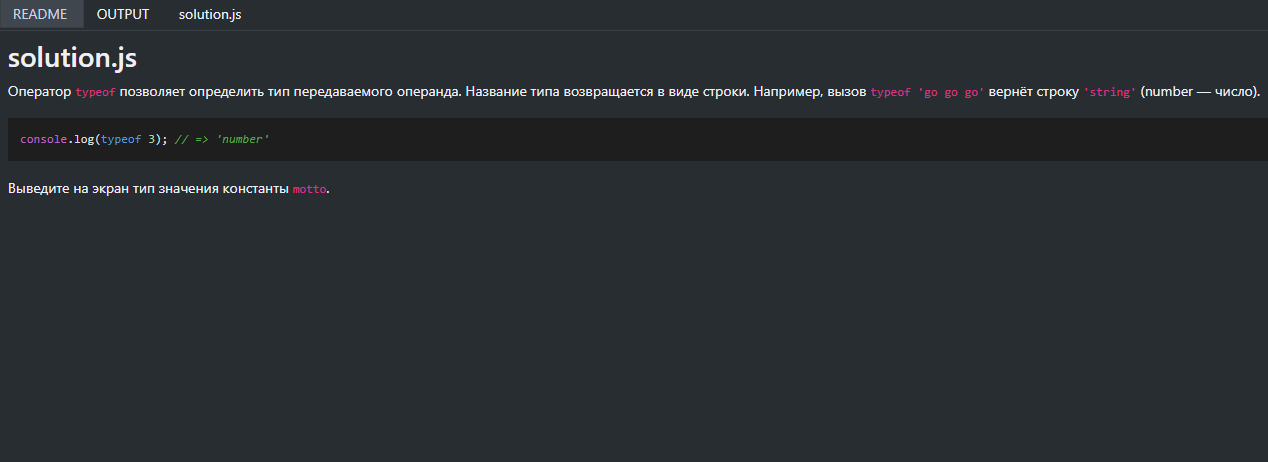 README OUTPUT solution.js
solution.js
Оператор typeof позволяет определить тип передаваемого операнда. Название типа возвращается в виде строки. Например, вызов typeof 'go go go' вернёт строку 'string' (number — число).
console.log(typeof 3); // => 'number'
Выведите на экран тип значения константы motto.